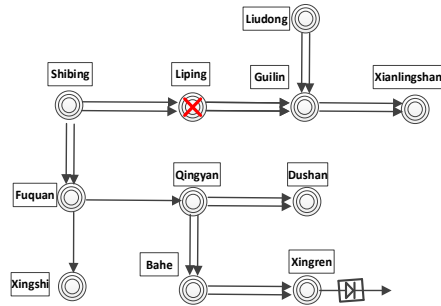 Liudong
Shibing
Liping
Guilin
Xianlingshan
Fuquan
Qingyan
Dushan
Xingshi
Bahe
Xingren